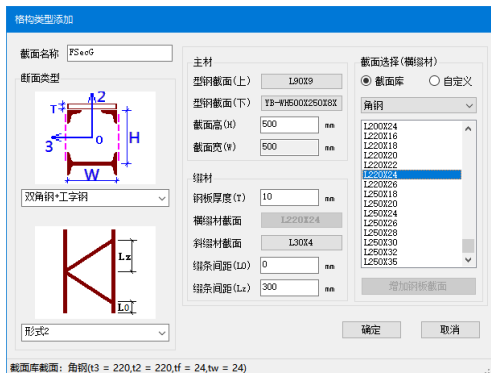 格构类型添加
截面名称 FSecG
断面类型
2
T
3 0 H
W
双角钢+工字钢
Lz
L0
形式2
主材
型钢截面(上) L90X9
型钢截面(下) YB-WH500X250X8X
截面高(H) 500 mm
截面宽(W) 500 mm
缀材
钢板厚度(T) 10 mm
横缀材截面 L220X24
斜缀材截面 L30X4
缀条间距(L0) 0 mm
缀条间距(Lz) 300 mm
截面选择(横缀材)
截面库 自定义
角钢
L200X24
L220X16
L220X18
L220X20
L220X22
L220X24
L220X26
L250X18
L250X20
L250X24
L250X26
L250X28
L250X30
L250X32
L250X35
增加钢板截面
确定 取消
截面库截面：角钢(t3 = 220,t2 = 220,tf = 24,tw = 24)